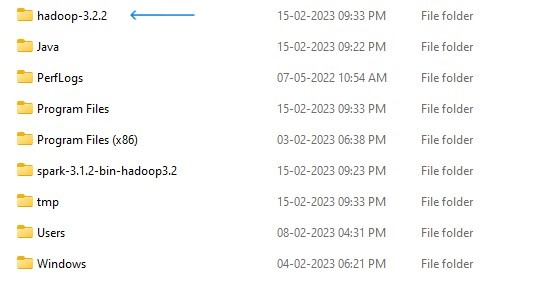 hadoop-3.2.2 15-02-2023 09:33 PM File folder
Java 15-02-2023 09:22 PM File folder
PerfLogs 07-05-2022 10:54 AM File folder
Program Files 15-02-2023 09:33 PM File folder
Program Files (x86) 03-02-2023 06:38 PM File folder
spark-3.1.2-bin-hadoop3.2 15-02-2023 09:23 PM File folder
tmp 15-02-2023 09:33 PM File folder
Users 08-02-2023 04:31 PM File folder
Windows 04-02-2023 06:21 PM File folder